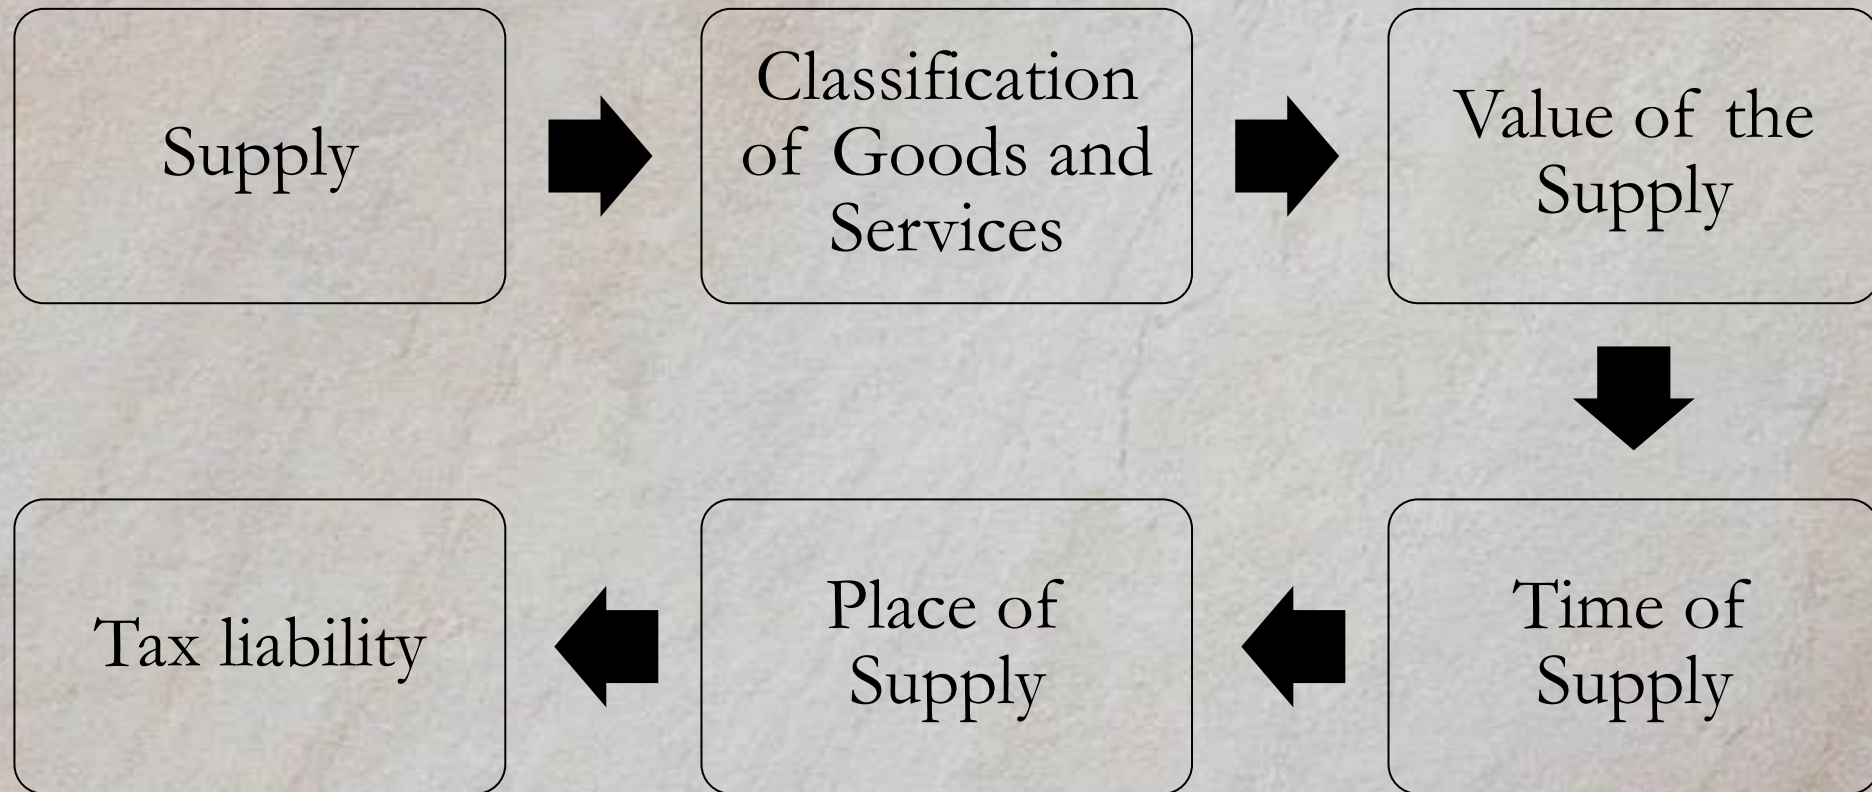 Supply
Classification
of Goods and
Services
Value of the
Supply
Time of
Supply
Place of
Supply
Tax liability